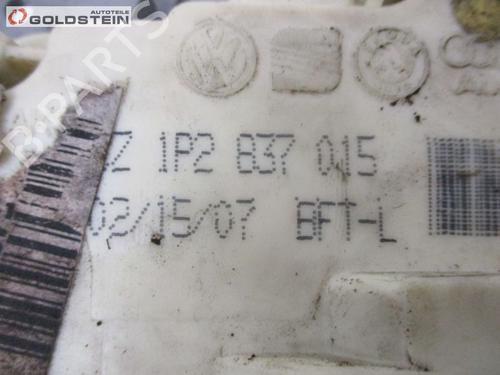 Autoteile
GOLDSTEIN
B-PARTS
Z 1P2 837 015
02/15/07 BFT-L